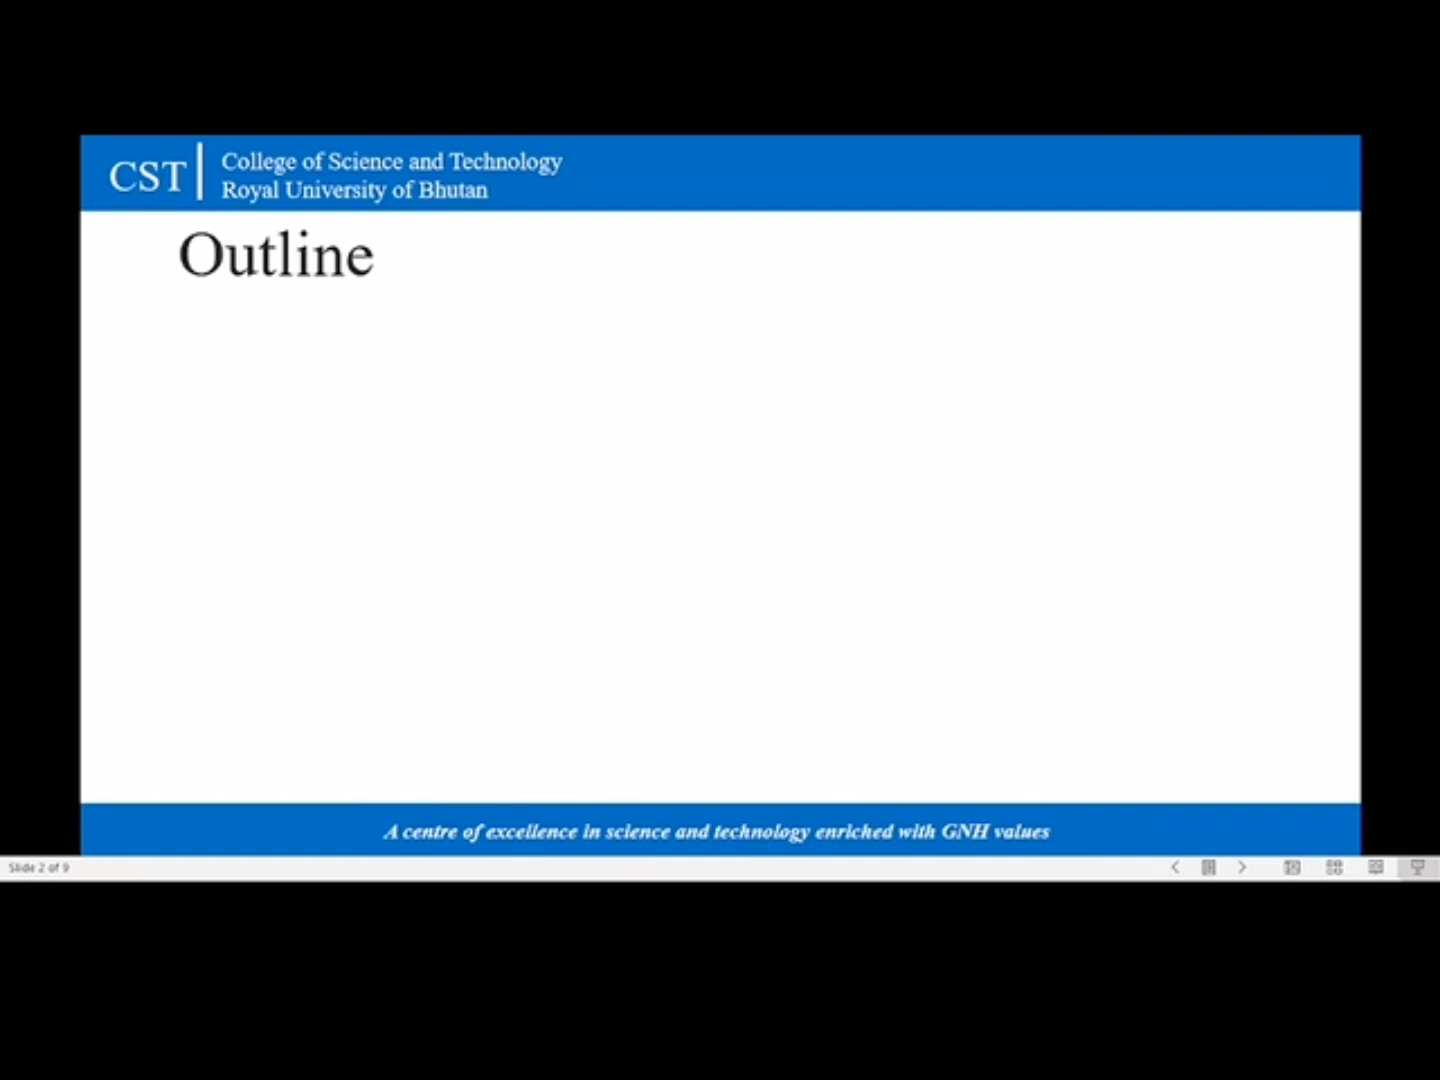 CST
College of Science and Technology
Royal University of Bhutan
Outline
A centre of excellence in science and technology enriched with GNH values
Slide 2 of 9